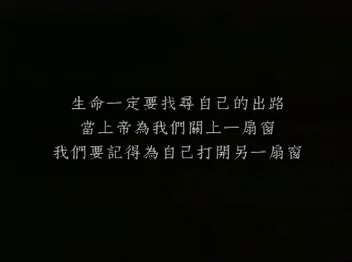 生命一定要找尋自己的出路
當上帝為我們關上一扇窗
我們要記得為自己打開另一扇窗